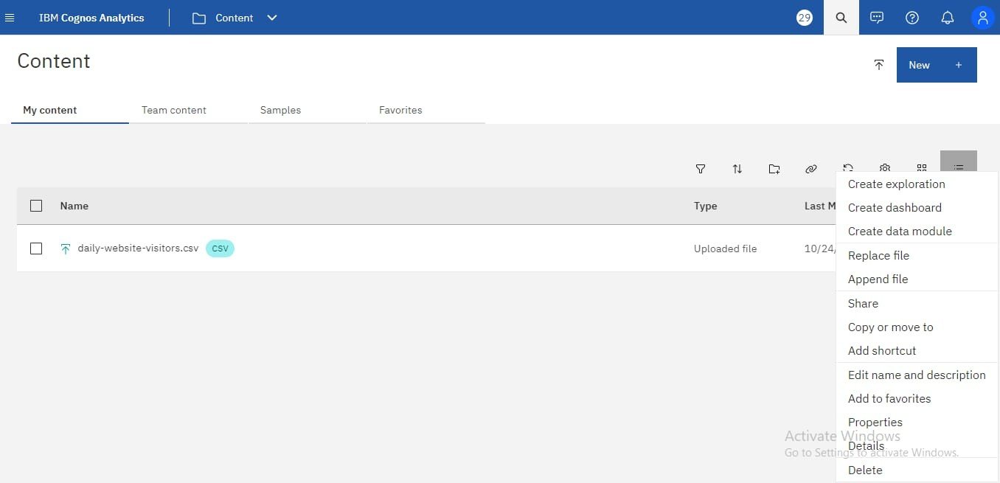 IBM Cognos Analytics
Content
29
Content
New +
My content
Team content
Samples
Favorites
Name
Type
Last M
daily-website-visitors.csv
CSV
Uploaded file
10/24/
Create exploration
Create dashboard
Create data module
Replace file
Append file
Share
Copy or move to
Add shortcut
Edit name and description
Add to favorites
Properties
Details
Delete
Activate Windows
Go to Settings to activate Windows.